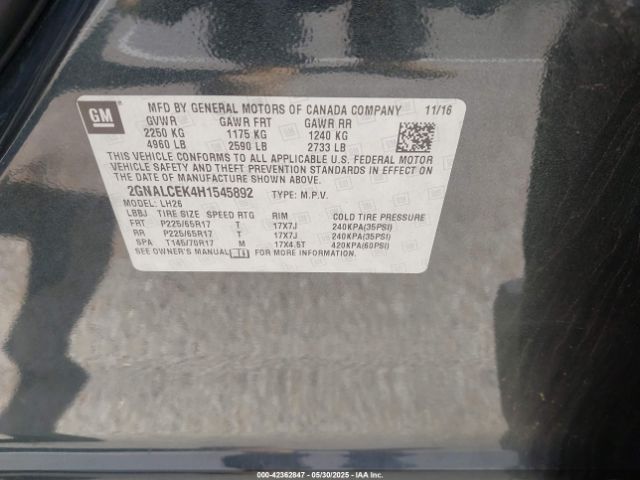 GM
MFD BY GENERAL MOTORS OF CANADA COMPANY 11/16
GVWR GAWR FRT GAWR RR
2250 KG 1175 KG 1240 KG
4960 LB 2590 LB 2733 LB
THIS VEHICLE CONFORMS TO ALL APPLICABLE U.S. FEDERAL MOTOR
VEHICLE SAFETY AND THEFT PREVENTION STANDARDS IN EFFECT ON
THE DATE OF MANUFACTURE SHOWN ABOVE.
2GNALCEK4H1545892 TYPE: M.P.V.
MODEL: LH26
LBBJ TIRE SIZE SPEED RTG RIM COLD TIRE PRESSURE
FRT P225/65R17 T 17X7J 240KPA(35PSI)
RR P225/65R17 T 17X7J 240KPA(35PSI)
SPA T145/70R17 M 17X4.5T 420KPA(60PSI)
SEE OWNER'S MANUAL FOR MORE INFORMATION.
000-42362847 - 05/30/2025 - IAAI.COM